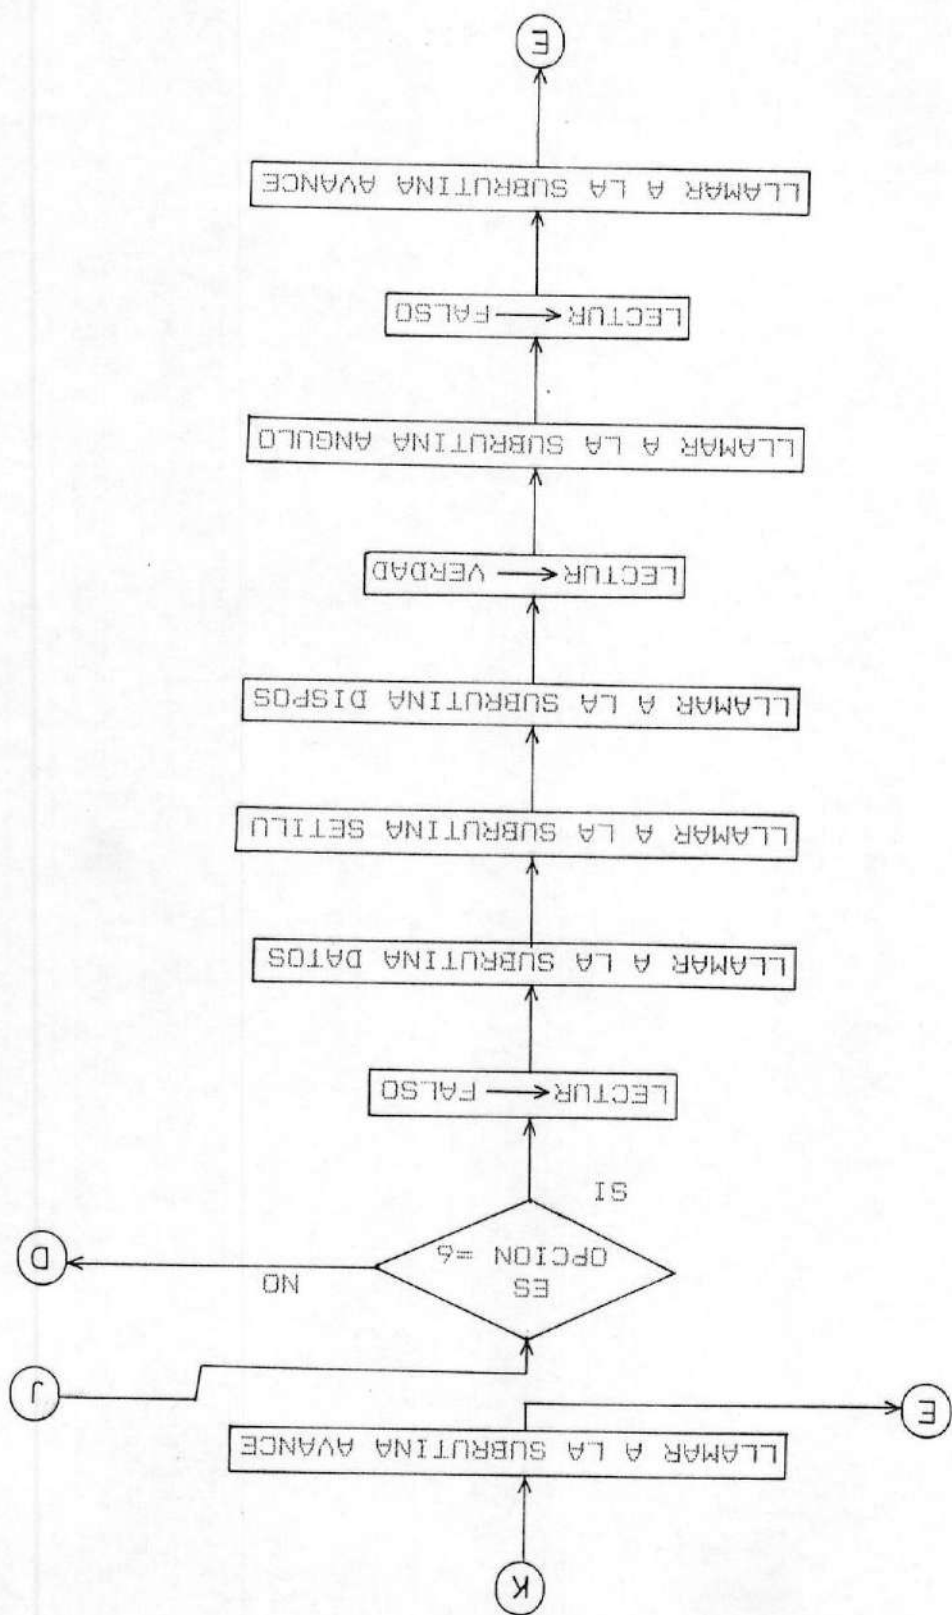 K
LLAMAR A LA SUBRUTINA AVANCE
E
J
ES
OPCION =6
NO
D
SI
LECTUR ← FALSO
LLAMAR A LA SUBRUTINA DATOS
LLAMAR A LA SUBRUTINA SETILU
LLAMAR A LA SUBRUTINA DISPOS
LECTUR ← VERDAD
LLAMAR A LA SUBRUTINA ANGULO
LECTUR ← FALSO
LLAMAR A LA SUBRUTINA AVANCE
E